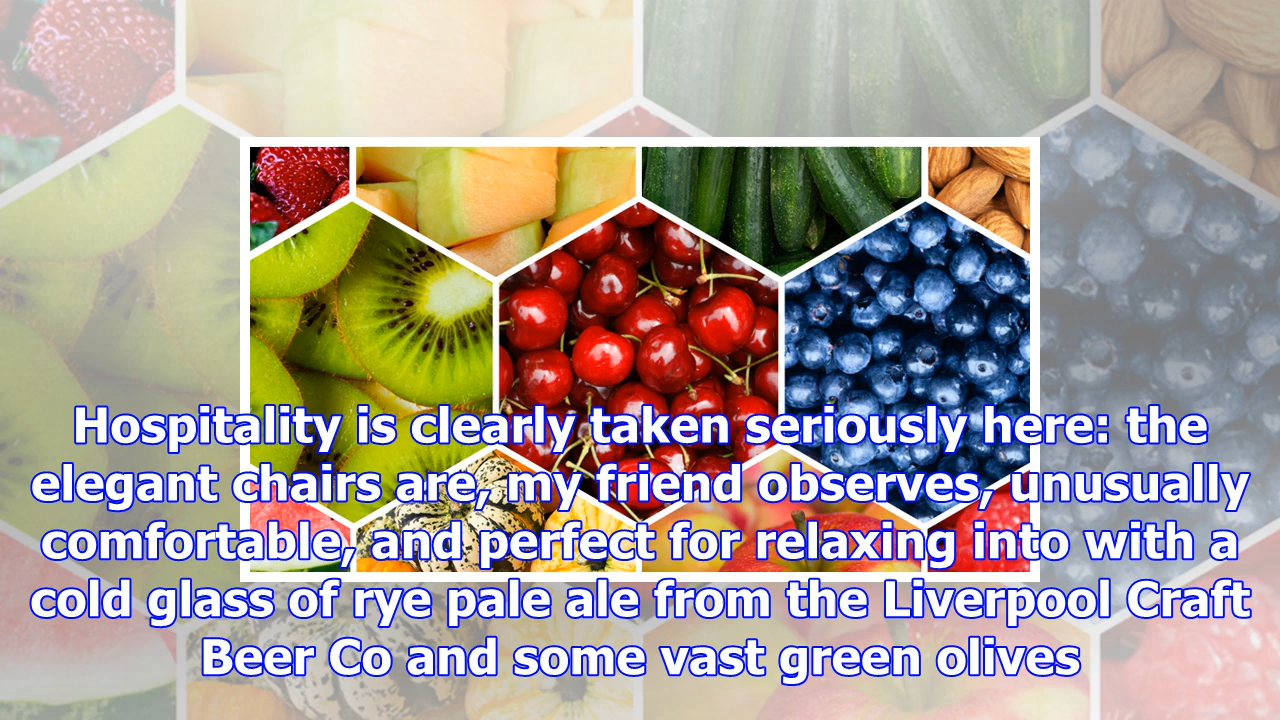 Hospitality is clearly taken seriously here: the
elegant chairs are, my friend observes, unusually
comfortable, and perfect for relaxing into with a
cold glass of rye pale ale from the Liverpool Craft
Beer Co and some vast green olives